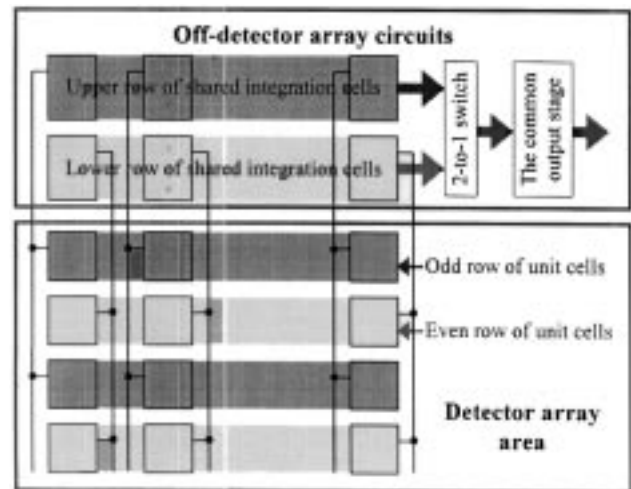 Off-detector array circuits
Upper row of shared integration cells
Lower row of shared integration cells
2-to-1 switch
The common
output stage
Odd row of unit cells
Even row of unit cells
Detector array
area